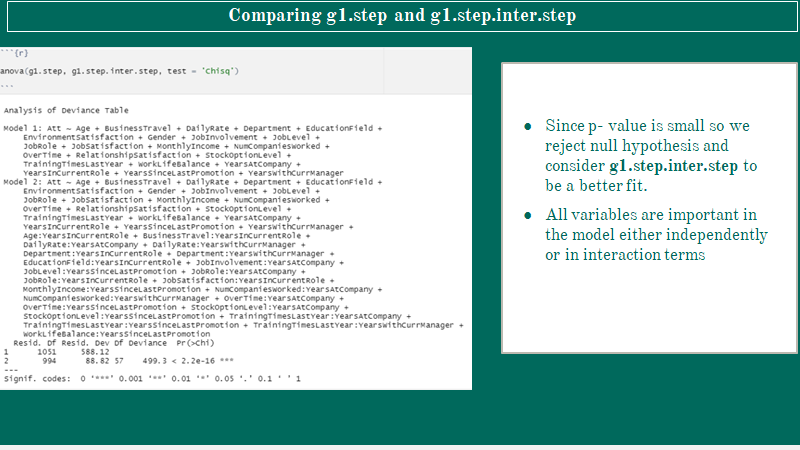 Comparing g1.step and g1.step.inter.step
```{r}
anova(g1.step, g1.step.inter.step, test = 'Chisq')
```
Analysis of Deviance Table
Model 1: Att ~ Age + BusinessTravel + DailyRate + Department + EducationField +
EnvironmentSatisfaction + Gender + JobInvolvement + JobLevel +
JobRole + JobSatisfaction + MonthlyIncome + NumCompaniesWorked +
OverTime + RelationshipSatisfaction + StockOptionLevel +
TrainingTimesLastYear + WorkLifeBalance + YearsAtCompany +
YearsInCurrentRole + YearsSinceLastPromotion + YearsWithCurrManager
Model 2: Att ~ Age + BusinessTravel + DailyRate + Department + EducationField +
EnvironmentSatisfaction + Gender + JobInvolvement + JobLevel +
JobRole + JobSatisfaction + MonthlyIncome + NumCompaniesWorked +
OverTime + RelationshipSatisfaction + StockOptionLevel +
TrainingTimesLastYear + WorkLifeBalance + YearsAtCompany +
YearsInCurrentRole + YearsSinceLastPromotion + YearsWithCurrManager +
Age:YearsInCurrentRole + BusinessTravel:YearsInCurrentRole +
DailyRate:YearsAtCompany + DailyRate:YearsWithCurrManager +
Department:YearsInCurrentRole + Department:YearsWithCurrManager +
EducationField:YearsInCurrentRole + JobInvolvement:YearsAtCompany +
JobLevel:YearsSinceLastPromotion + JobRole:YearsAtCompany +
JobRole:YearsInCurrentRole + JobSatisfaction:YearsInCurrentRole +
MonthlyIncome:YearsSinceLastPromotion + NumCompaniesWorked:YearsAtCompany +
NumCompaniesWorked:YearsWithCurrManager + OverTime:YearsAtCompany +
OverTime:YearsSinceLastPromotion + StockOptionLevel:YearsAtCompany +
StockOptionLevel:YearsSinceLastPromotion + TrainingTimesLastYear:YearsAtCompany +
TrainingTimesLastYear:YearsSinceLastPromotion + TrainingTimesLastYear:YearsWithCurrManager +
WorkLifeBalance:YearsSinceLastPromotion
Resid. Df Resid. Dev Df Deviance Pr(>Chi)
1 1051 588.12
2 994 88.82 57 499.3 < 2.2e-16 ***
---
Signif. codes: 0 '***' 0.001 '**' 0.01 '*' 0.05 '.' 0.1 ' ' 1
● Since p- value is small so we
reject null hypothesis and
consider g1.step.inter.step to
be a better fit.
● All variables are important in
the model either independently
or in interaction terms